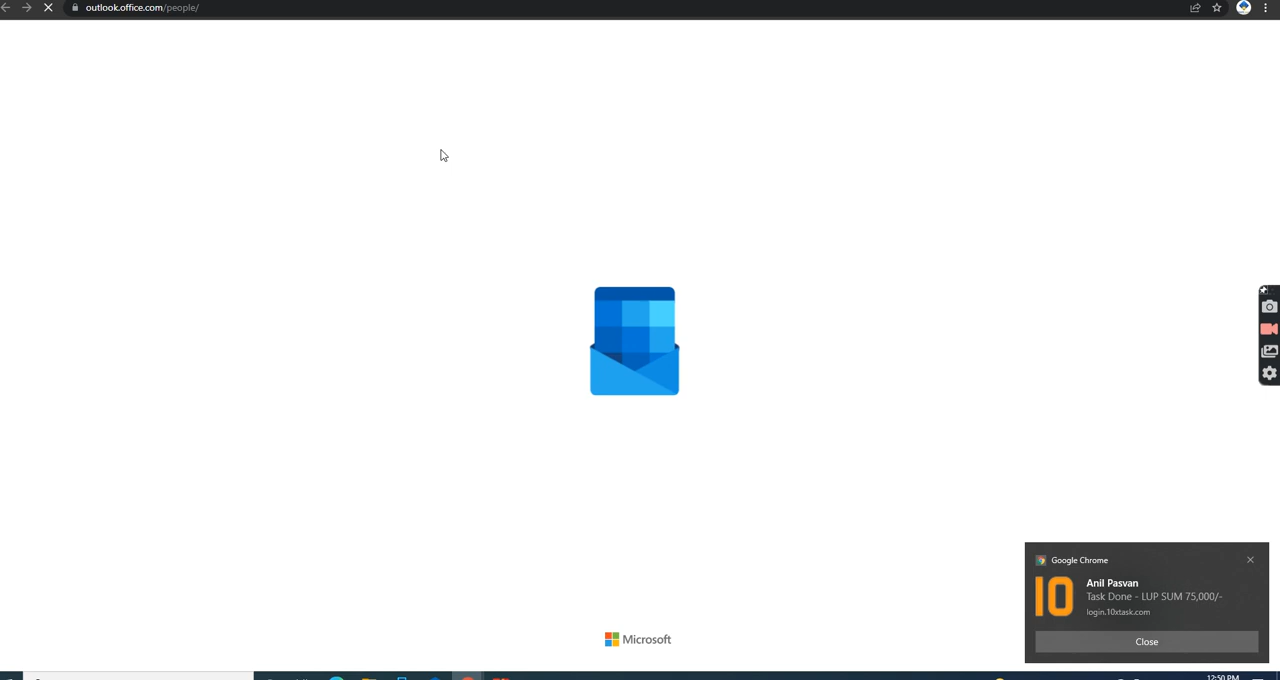 outlook.office.com/people/
Google Chrome
10
Anil Pasvan
Task Done - LUP SUM 75,000/-
login.10xtask.com
Close
Microsoft
12:50 PM